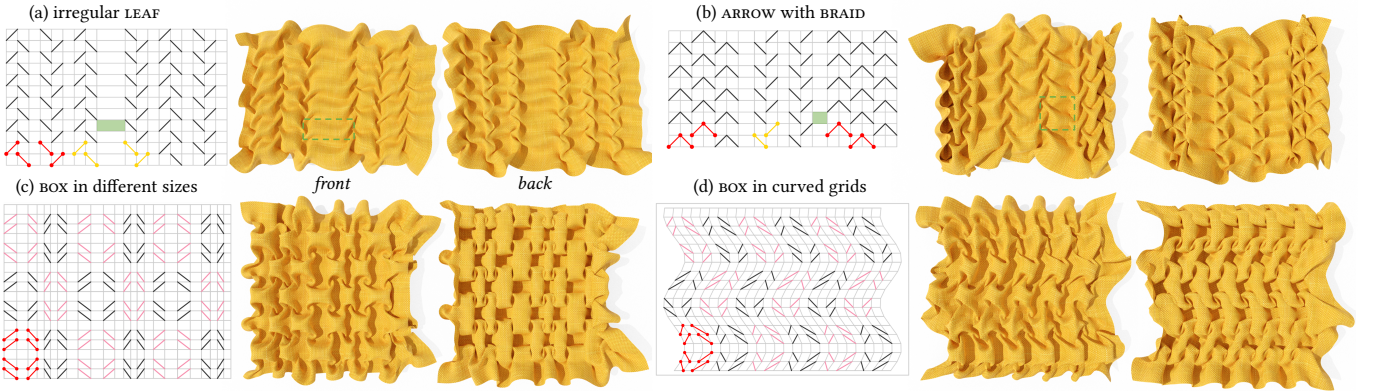 (a) irregular LEAF
(b) ARROW with BRAID
(c) BOX in different sizes
front
back
(d) BOX in curved grids